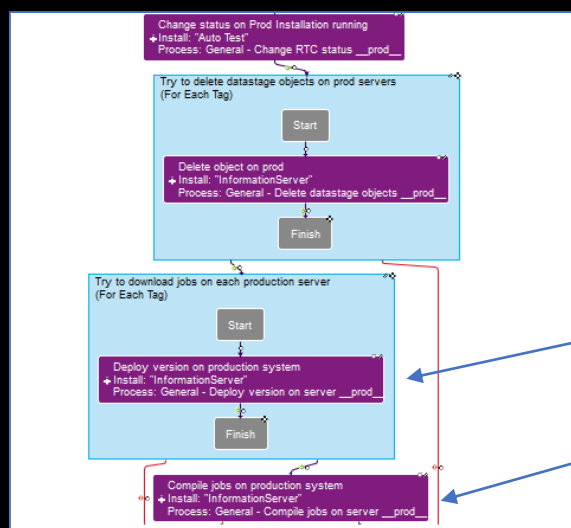 Change status on Prod Installation running
Install: "Auto Test"
Process: General - Change RTC status __prod__
Try to delete datastage objects on prod servers
(For Each Tag)
Start
Delete object on prod
Install: "InformationServer"
Process: General - Delete datastage objects __prod__
Finish
Try to download jobs on each production server
(For Each Tag)
Start
Deploy version on production system
Install: "InformationServer"
Process: General - Deploy version on server __prod__
Finish
Compile jobs on production system
Install: "InformationServer"
Process: General - Compile jobs on server __prod__